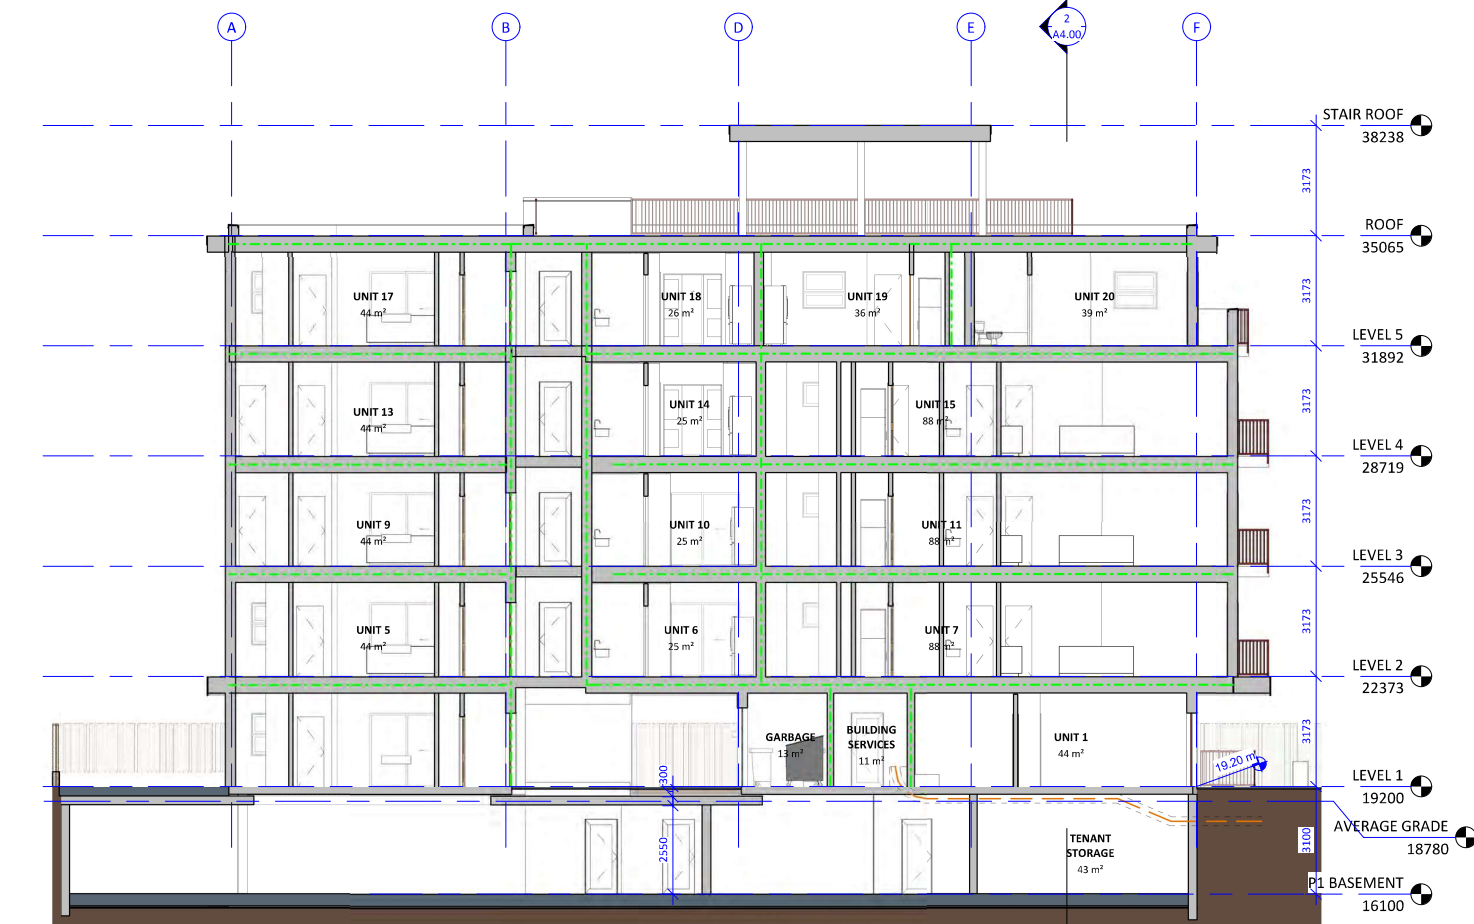 A
B
D
E
2
A4.00
F
STAIR ROOF
38238
3173
ROOF
35065
UNIT 17
44 m²
UNIT 18
26 m²
UNIT 19
36 m²
UNIT 20
39 m²
3173
LEVEL 5
31892
UNIT 13
44 m²
UNIT 14
25 m²
UNIT 15
88 m²
3173
LEVEL 4
28719
UNIT 9
44 m²
UNIT 10
25 m²
UNIT 11
88 m²
3173
LEVEL 3
25546
UNIT 5
44 m²
UNIT 6
25 m²
UNIT 7
88 m²
3173
LEVEL 2
22373
GARBAGE
13 m²
BUILDING
SERVICES
11 m²
UNIT 1
44 m²
3173
19.20 m
300
LEVEL 1
19200
AVERAGE GRADE
18780
2550
TENANT
STORAGE
43 m²
3100
P1 BASEMENT
16100